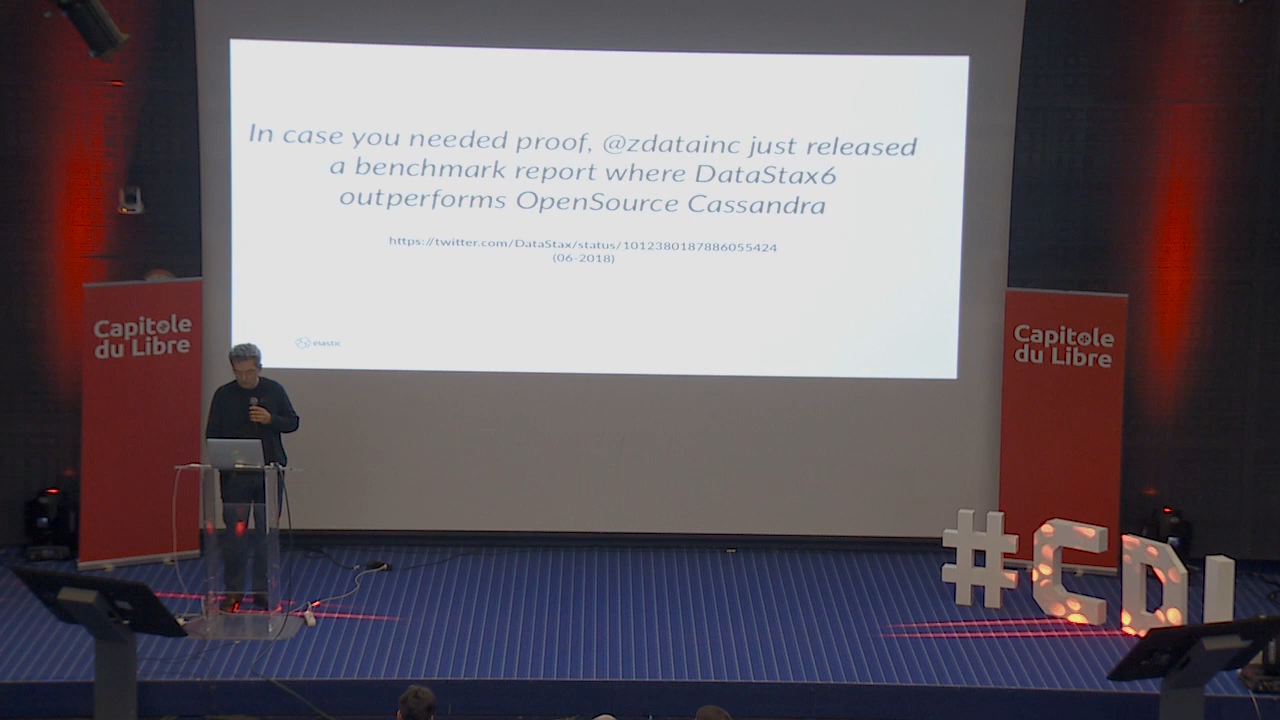 In case you needed proof, @zdatainc just released
a benchmark report where DataStax6
outperforms OpenSource Cassandra
https://twitter.com/DataStax/status/1012380187886055424
(06-2018)
elastic
Capitole
du Libre
Capitole
du Libre
#CDL